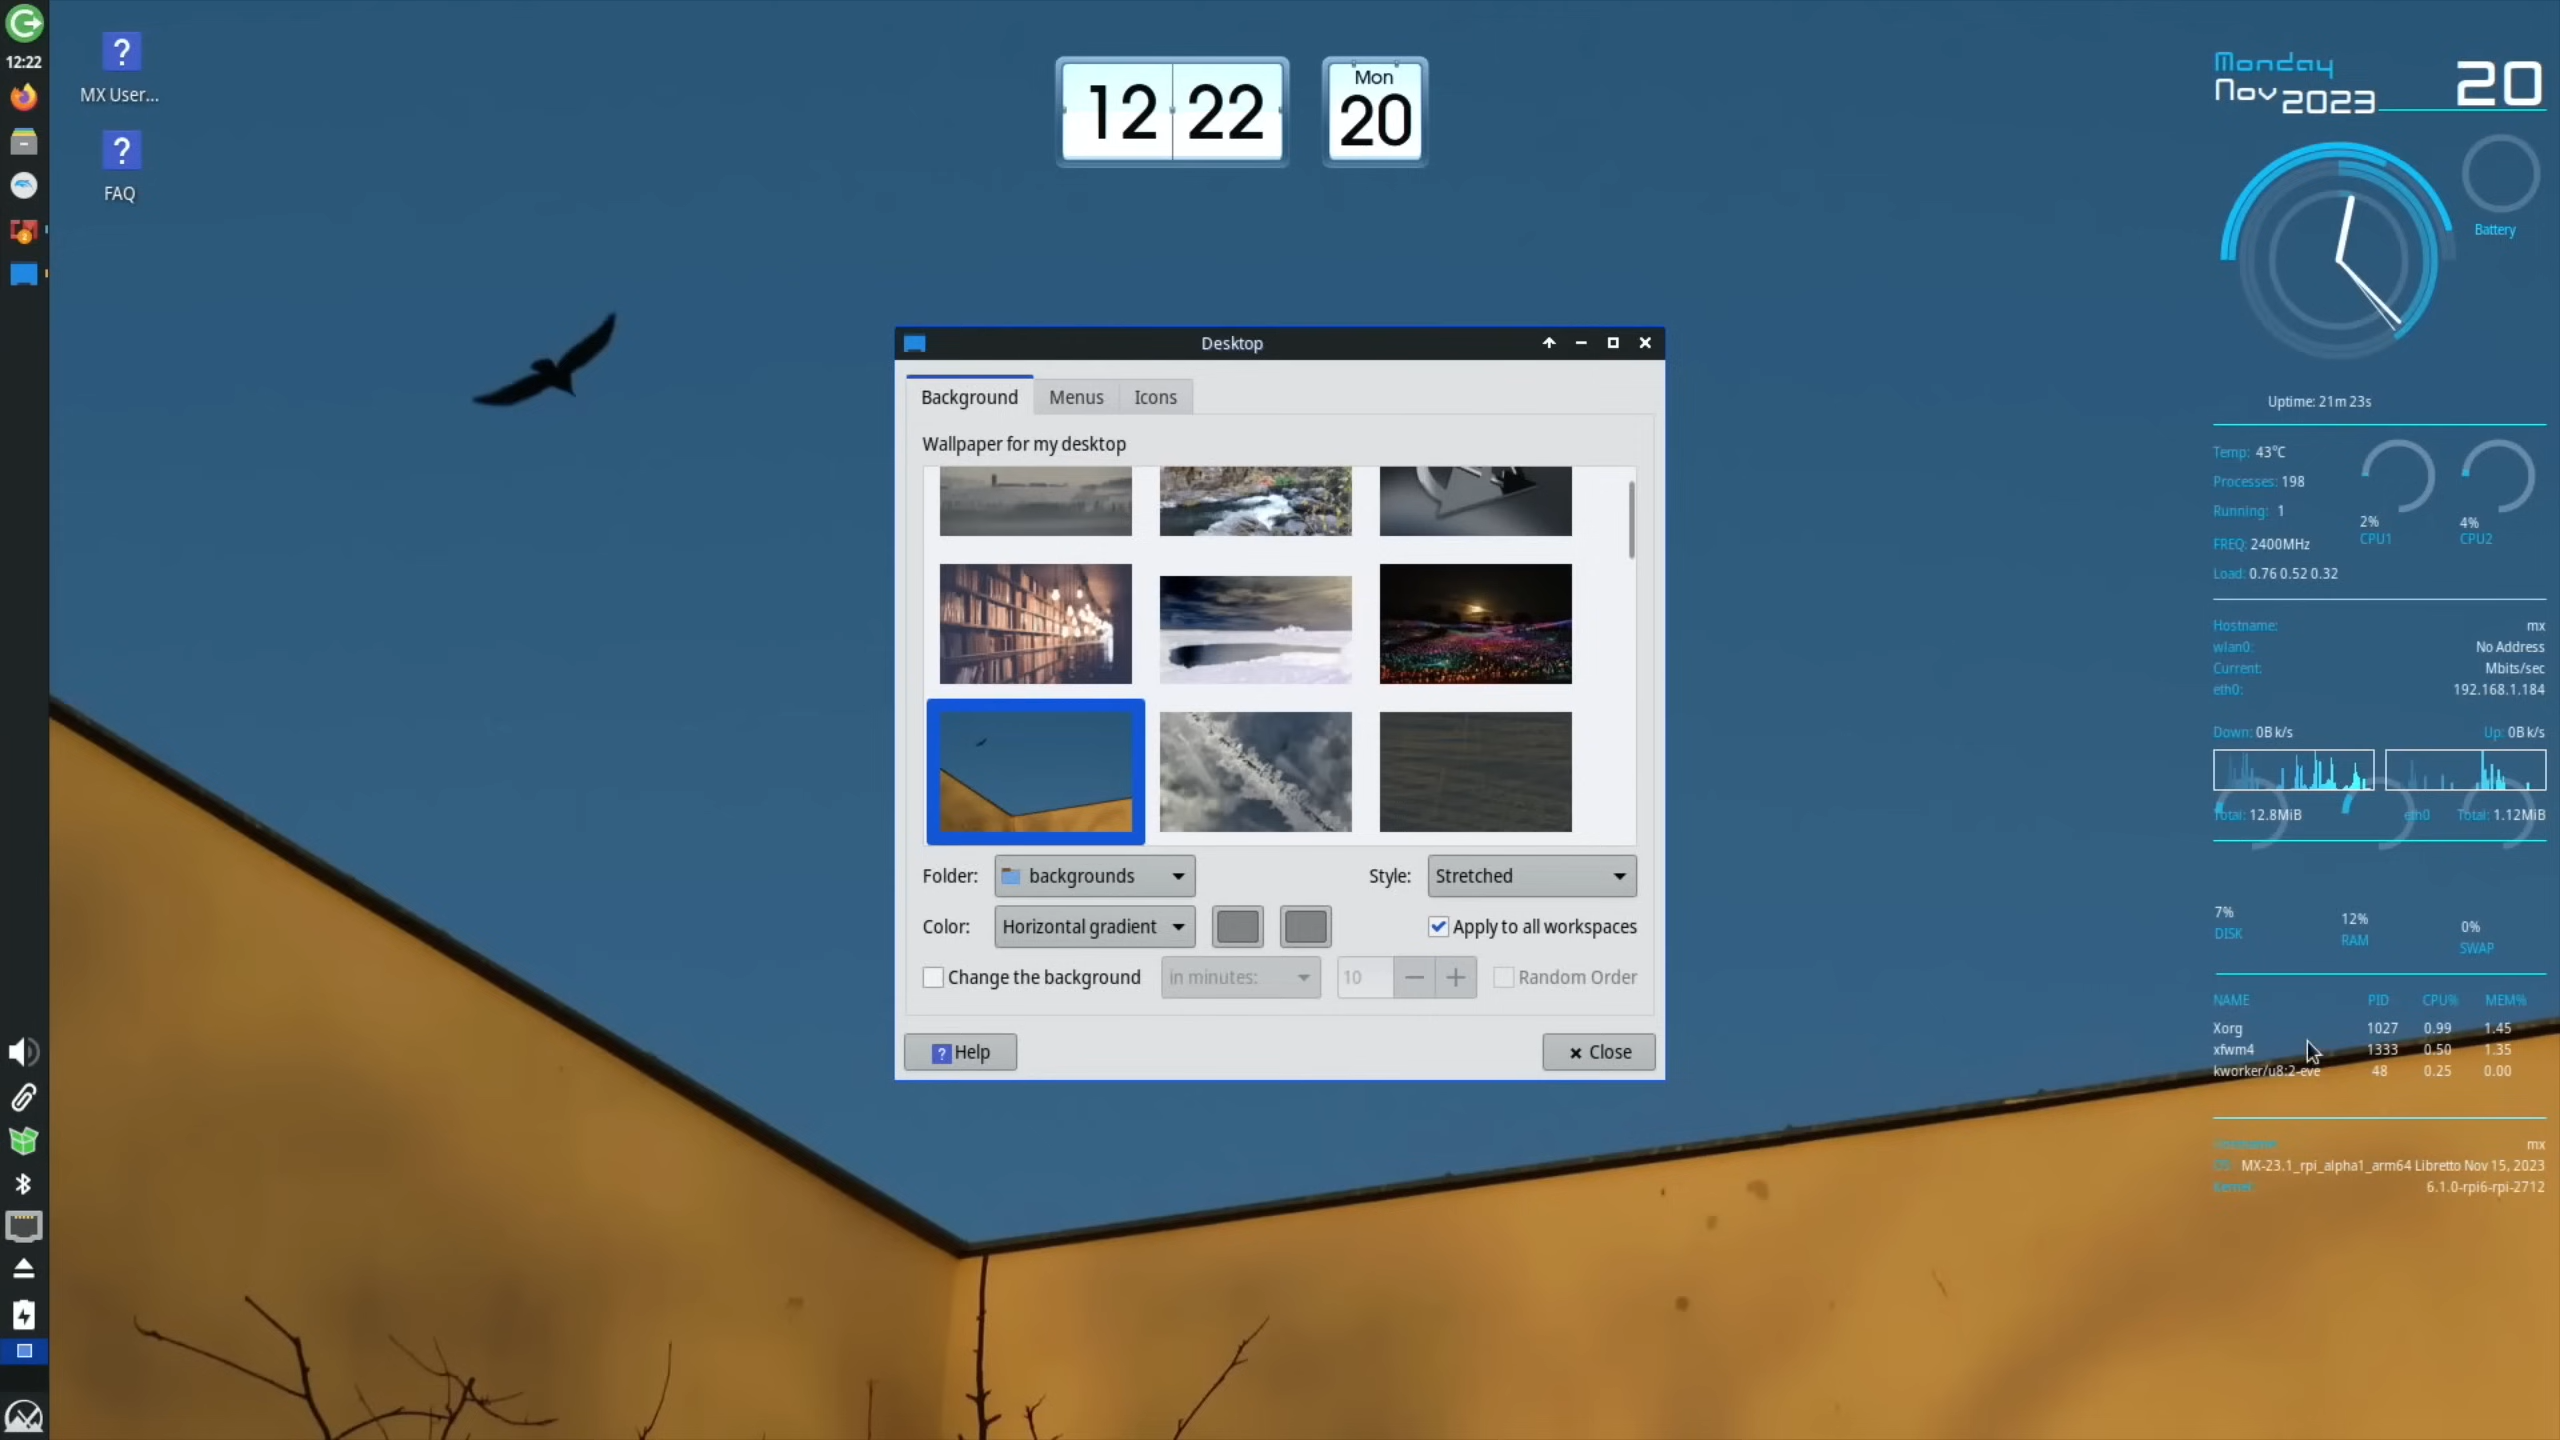 12:22
MX User...
FAQ
12 22
Mon
20
Desktop
Background Menus Icons
Wallpaper for my desktop
Folder: backgrounds Style: Stretched
Color: Horizontal gradient Apply to all workspaces
Change the background in minutes: 10 Random Order
? Help
Close
Monday
Nov 2023 20
Battery
Uptime: 21m 23s
Temp: 43°C
Processes: 198
Running: 1
2% 4%
CPU1 CPU2
FREQ: 2400MHz
Load: 0.76 0.52 0.32
Hostname: mx
wlan0: No Address
Current: Mbits/sec
eth0: 192.168.1.184
Down: 0B k/s Up: 0B k/s
Total: 12.8MiB eth0 Total: 1.12MiB
7% 12% 0%
DISK RAM SWAP
NAME PID CPU% MEM%
Xorg 1027 0.99 1.45
xfwm4 1333 0.50 1.35
kworker/u8:2-eve 48 0.25 0.00
mx
OS: MX-23.1_rpi_alpha1_arm64 Libretto Nov 15, 2023
Kernel: 6.1.0-rpi6-rpi-2712